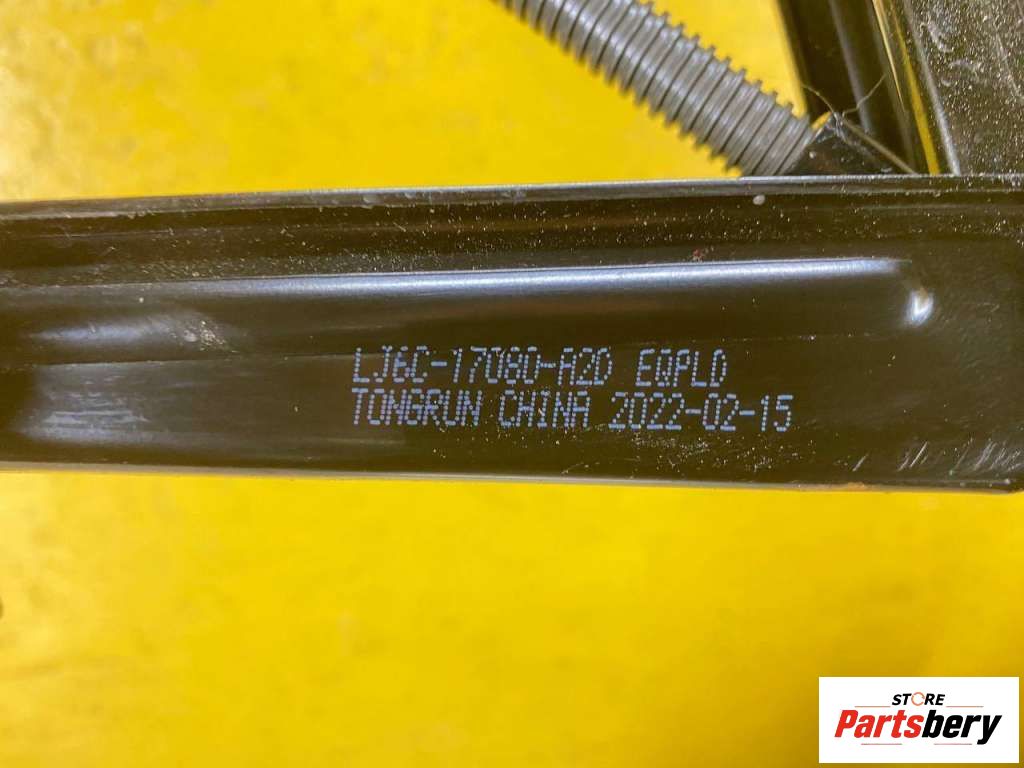 LJ6C-17080-A2D EQPLD
TONGRUN CHINA 2022-02-15
STORE
Partsbery